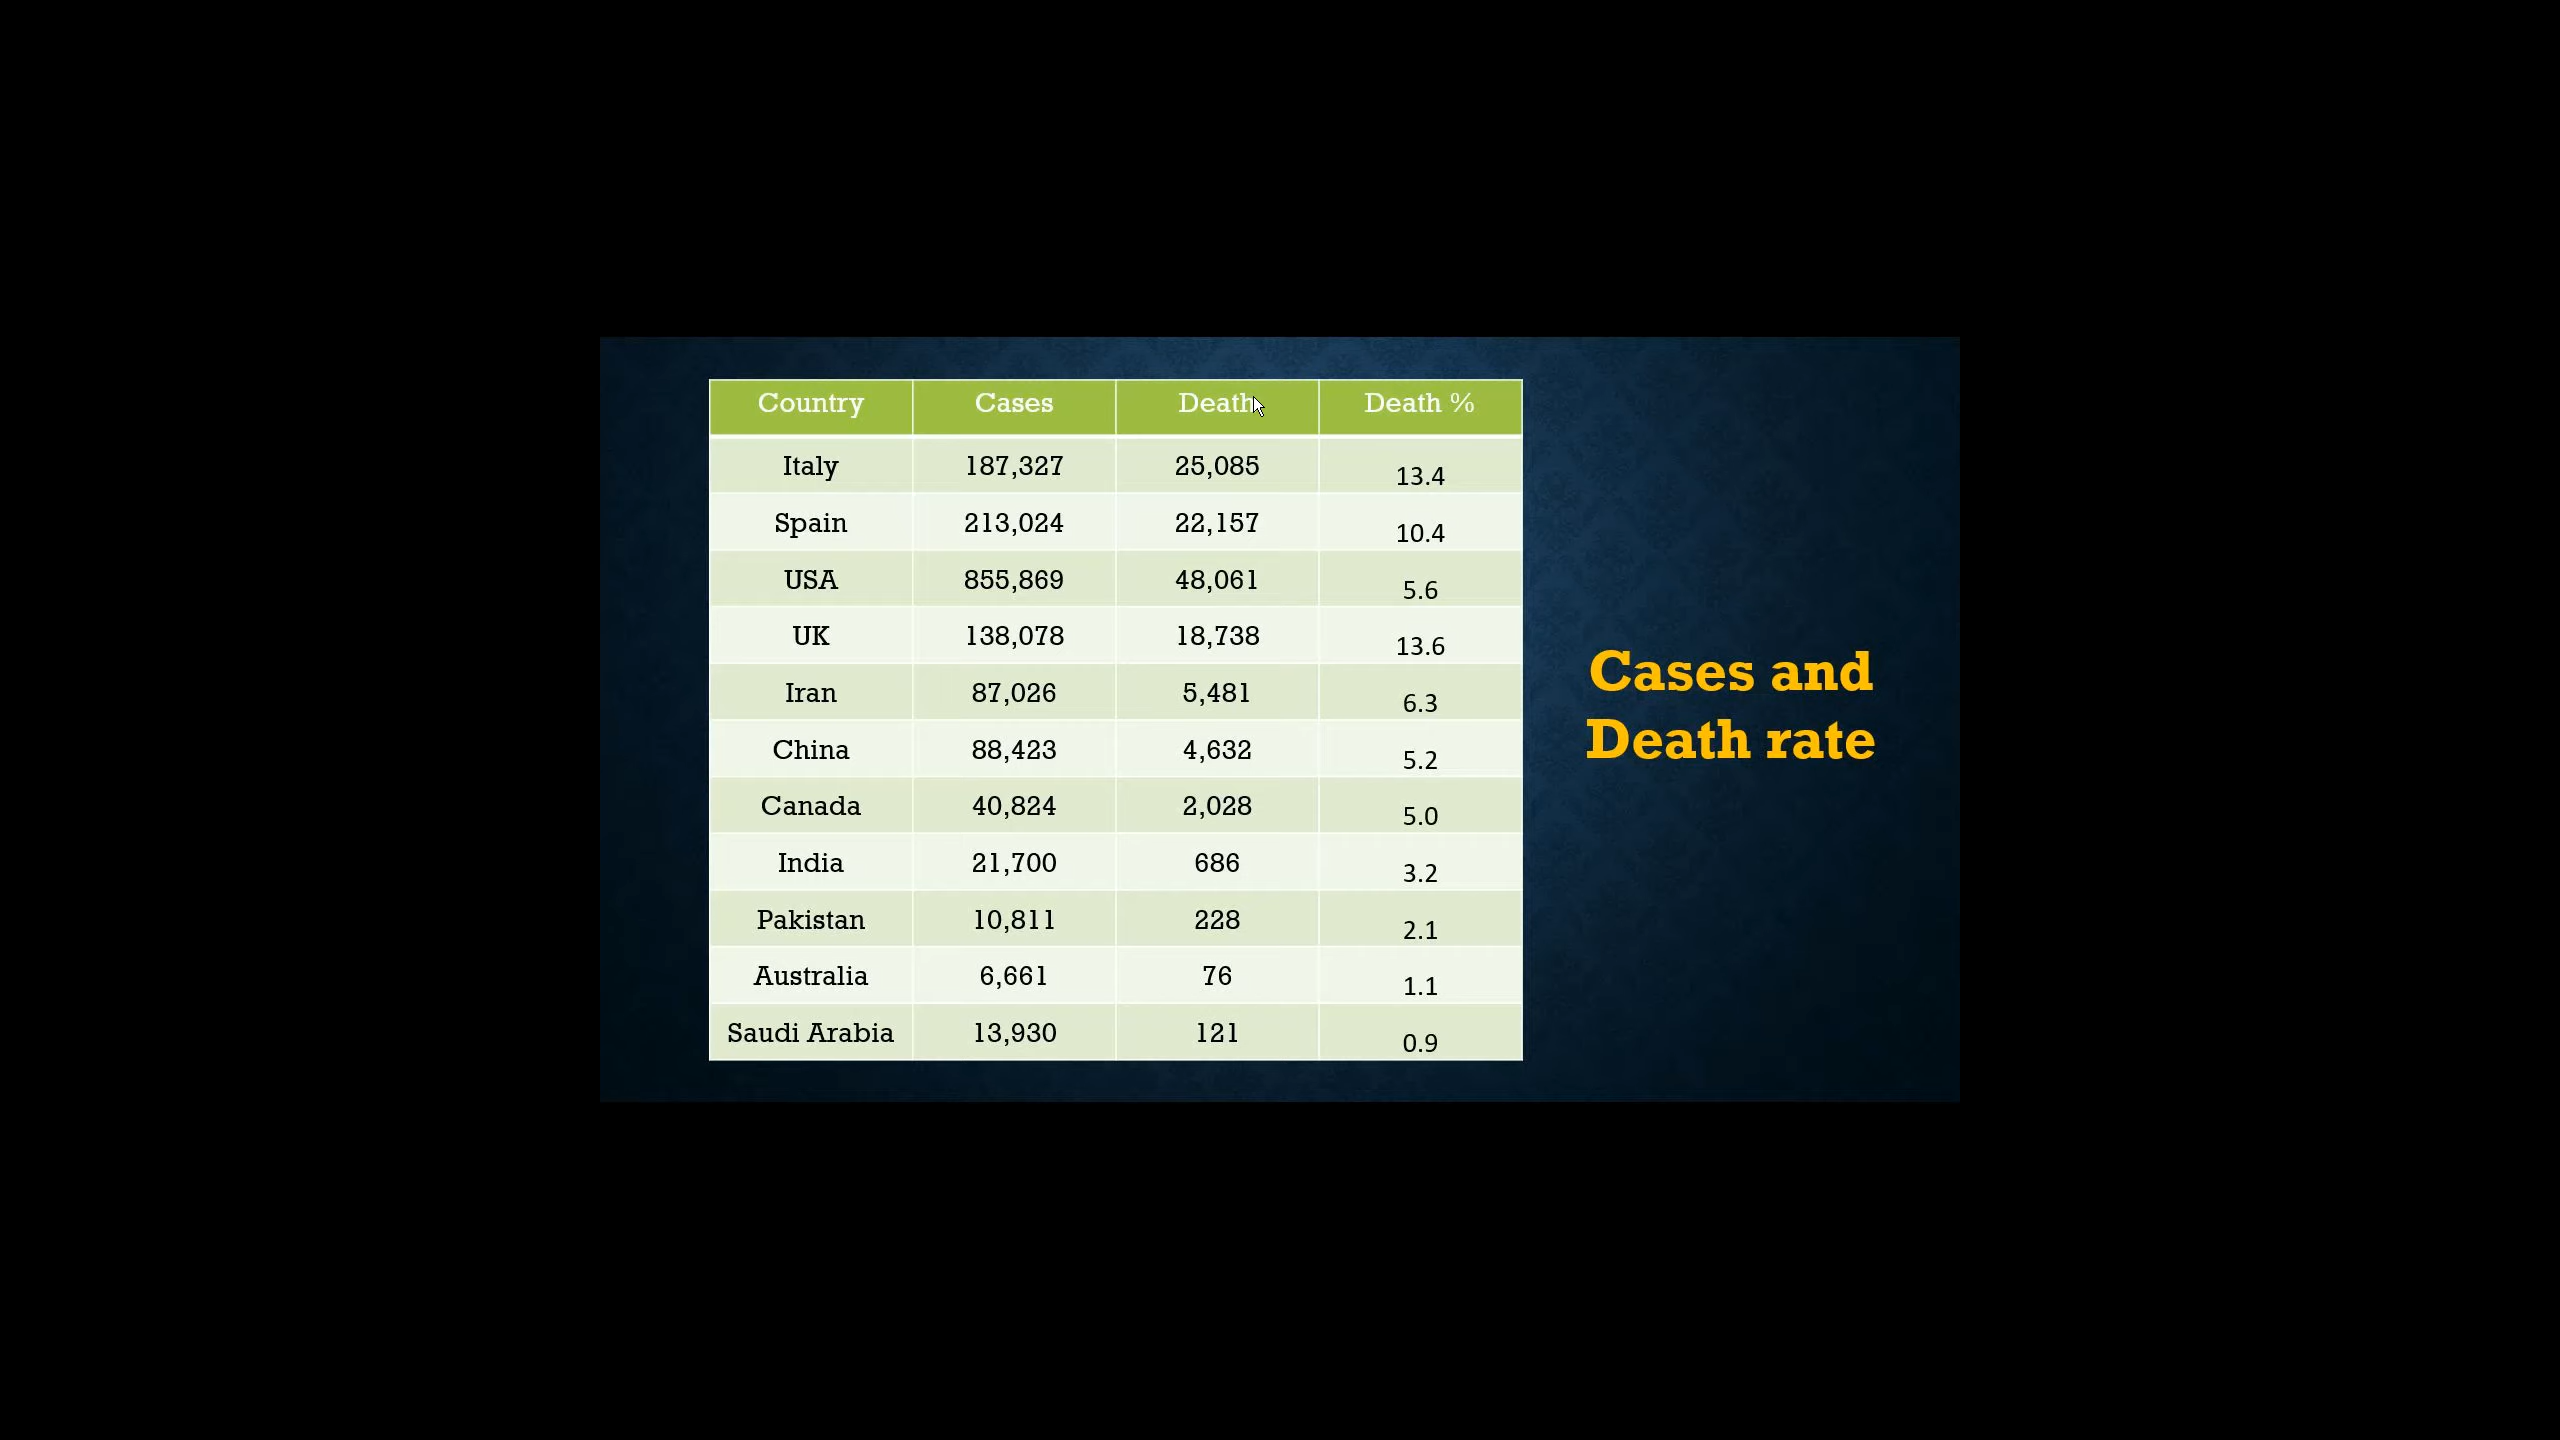 Country Cases Death Death %
Italy 187,327 25,085 13.4
Spain 213,024 22,157 10.4
USA 855,869 48,061 5.6
UK 138,078 18,738 13.6
Iran 87,026 5,481 6.3
China 88,423 4,632 5.2
Canada 40,824 2,028 5.0
India 21,700 686 3.2
Pakistan 10,811 228 2.1
Australia 6,661 76 1.1
Saudi Arabia 13,930 121 0.9
Cases and
Death rate